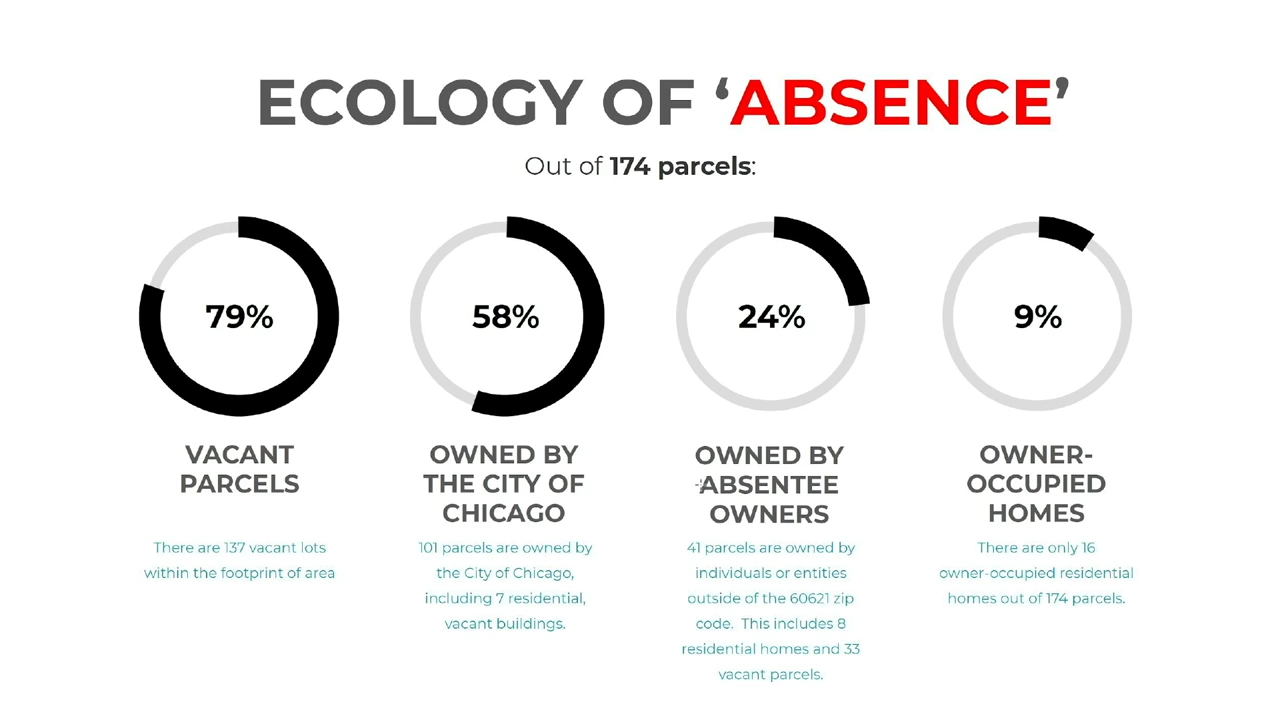 ECOLOGY OF ‘ABSENCE’
Out of 174 parcels:
79%
58%
24%
9%
VACANT
PARCELS
There are 137 vacant lots
within the footprint of area
OWNED BY
THE CITY OF
CHICAGO
101 parcels are owned by
the City of Chicago,
including 7 residential,
vacant buildings.
OWNED BY
ABSENTEE
OWNERS
41 parcels are owned by
individuals or entities
outside of the 60621 zip
code. This includes 8
residential homes and 33
vacant parcels.
OWNER-
OCCUPIED
HOMES
There are only 16
owner-occupied residential
homes out of 174 parcels.